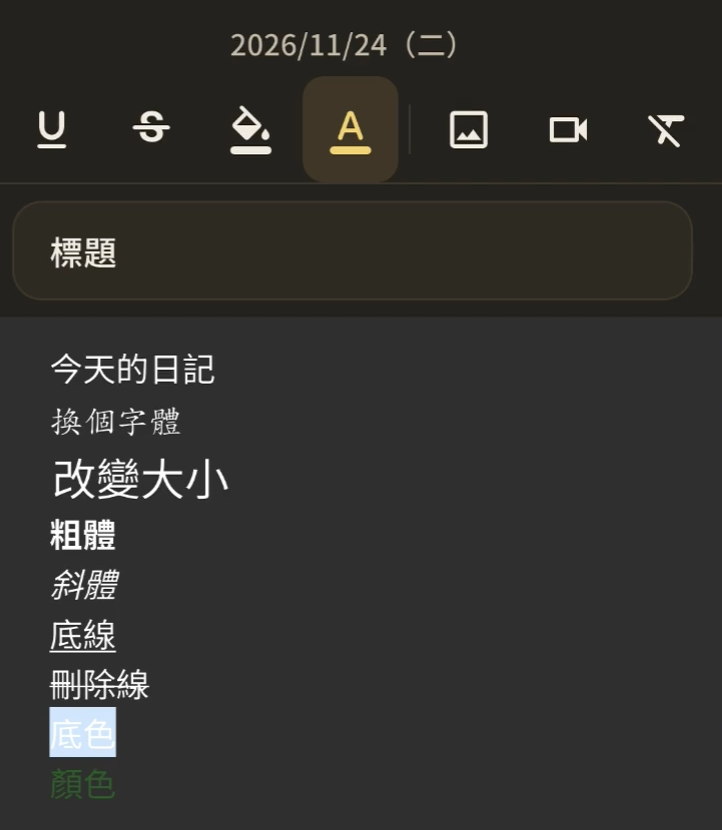 2026/11/24（二）
U S A
標題
今天的日記
換個字體
改變大小
粗體
斜體
底線
刪除線
底色
顏色